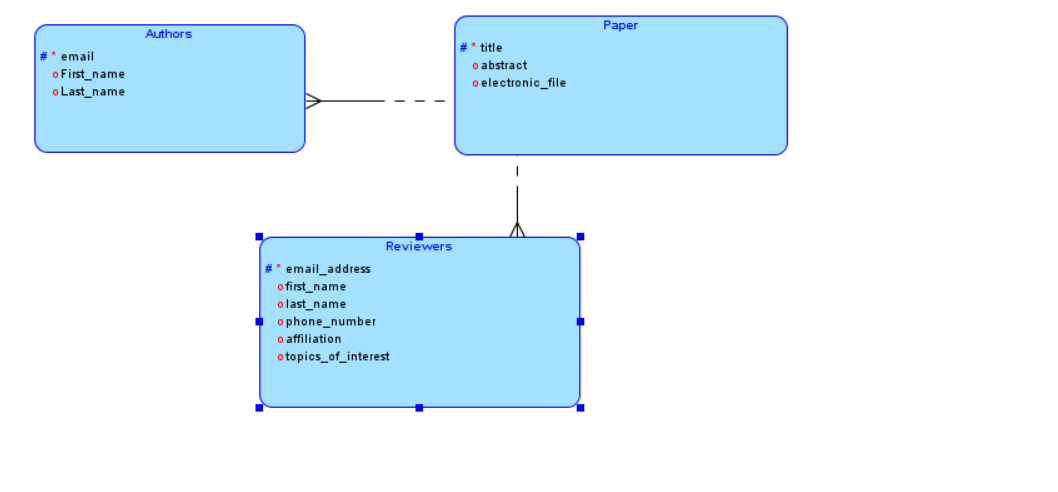 Authors
# * email
o First_name
o Last_name
Paper
# * title
o abstract
o electronic_file
Reviewers
# * email_address
o first_name
o last_name
o phone_number
o affiliation
o topics_of_interest